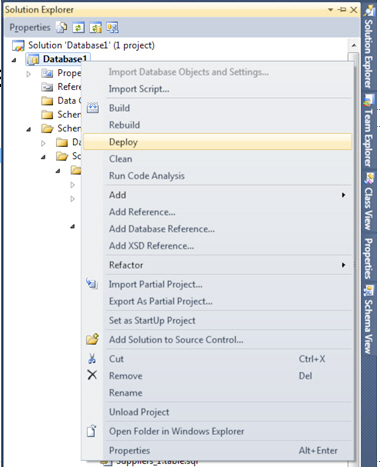 Solution Explorer
Properties
Solution 'Database1' (1 project)
Database1
Prope
Refere
Data G
Schem
Schem
Da
Sc
Import Database Objects and Settings...
Import Script...
Build
Rebuild
Deploy
Clean
Run Code Analysis
Add
Add Reference...
Add Database Reference...
Add XSD Reference...
Refactor
Import Partial Project...
Export As Partial Project...
Set as StartUp Project
Add Solution to Source Control...
Cut Ctrl+X
Remove Del
Rename
Unload Project
Open Folder in Windows Explorer
Properties Alt+Enter
Suppliers_1.table.sql
Solution Explorer
Team Explorer
Class View
Properties
Schema View